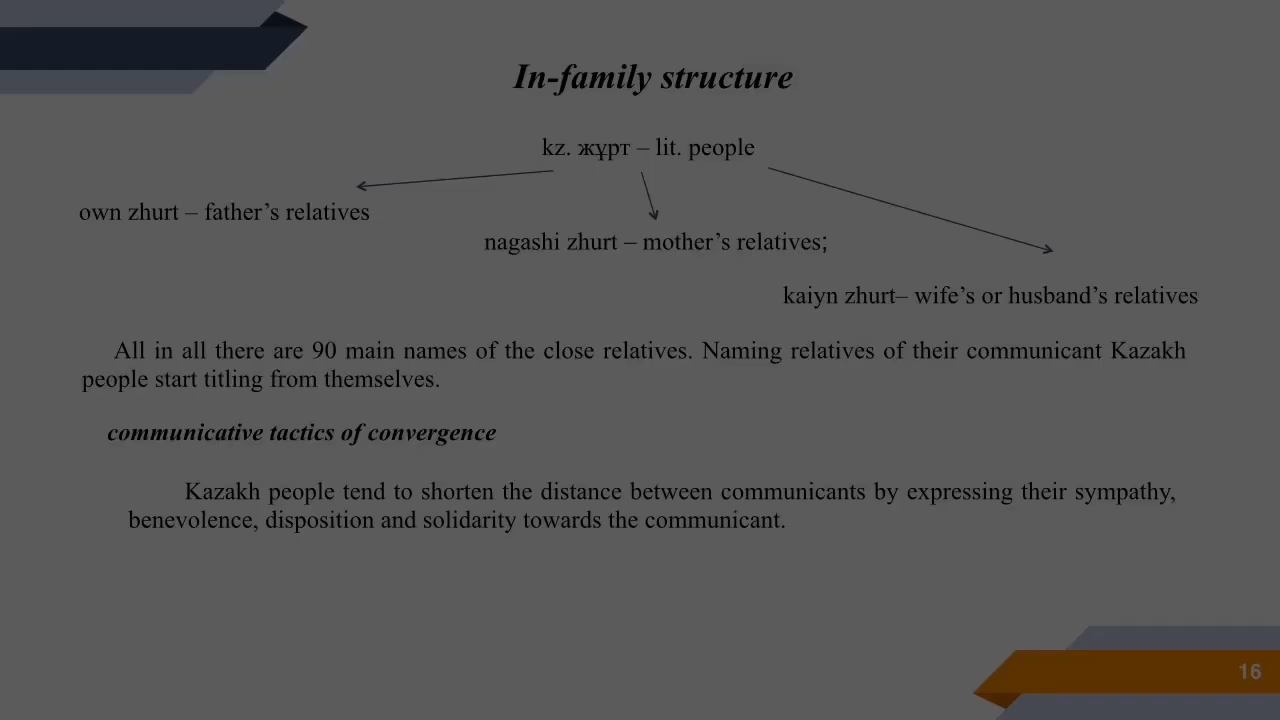 In-family structure
kz. жұрт – lit. people
own zhurt – father’s relatives
nagashi zhurt – mother’s relatives;
kaiyn zhurt– wife’s or husband’s relatives
All in all there are 90 main names of the close relatives. Naming relatives of their communicant Kazakh
people start titling from themselves.
communicative tactics of convergence
Kazakh people tend to shorten the distance between communicants by expressing their sympathy,
benevolence, disposition and solidarity towards the communicant.
16